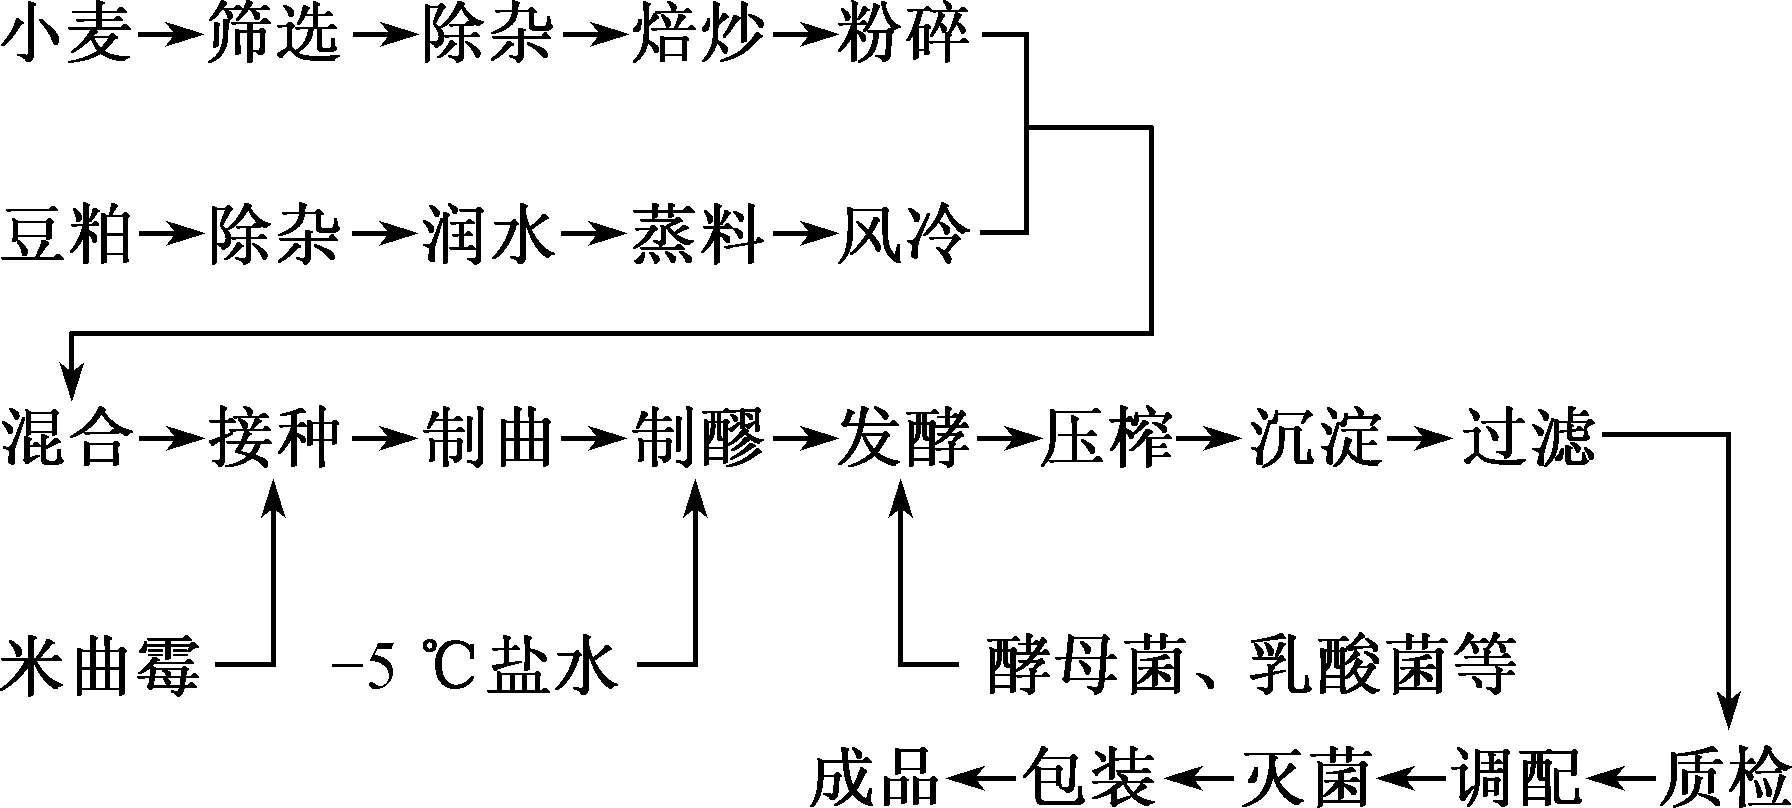 小麦→筛选→除杂→焙炒→粉碎
豆粕→除杂→润水→蒸料→风冷
混合→接种→制曲→制醪→发酵→压榨→沉淀→过滤
米曲霉 −5 ℃盐水 酵母菌、乳酸菌等
成品←包装←灭菌←调配←质检